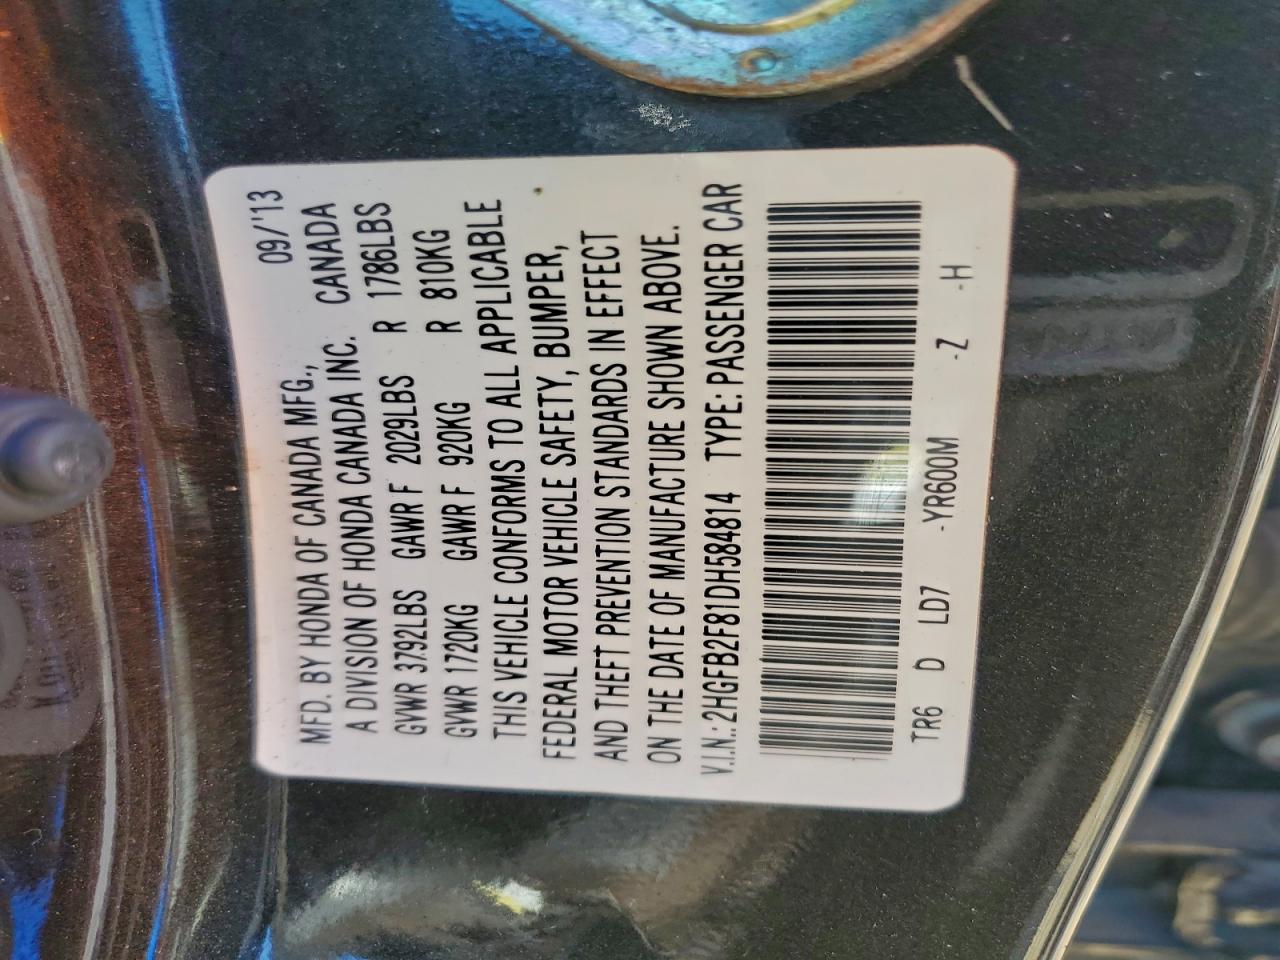 09/'13
MFD. BY HONDA OF CANADA MFG.,
A DIVISION OF HONDA CANADA INC. CANADA
GVWR 3792LBS GAWR F 2029LBS R 1786LBS
GVWR 1720KG GAWR F 920KG R 810KG
THIS VEHICLE CONFORMS TO ALL APPLICABLE
FEDERAL MOTOR VEHICLE SAFETY, BUMPER,
AND THEFT PREVENTION STANDARDS IN EFFECT
ON THE DATE OF MANUFACTURE SHOWN ABOVE.
V.I.N.: 2HGFB2F81DH584814 TYPE: PASSENGER CAR
TR6 D LD7 -YR600M -Z -H